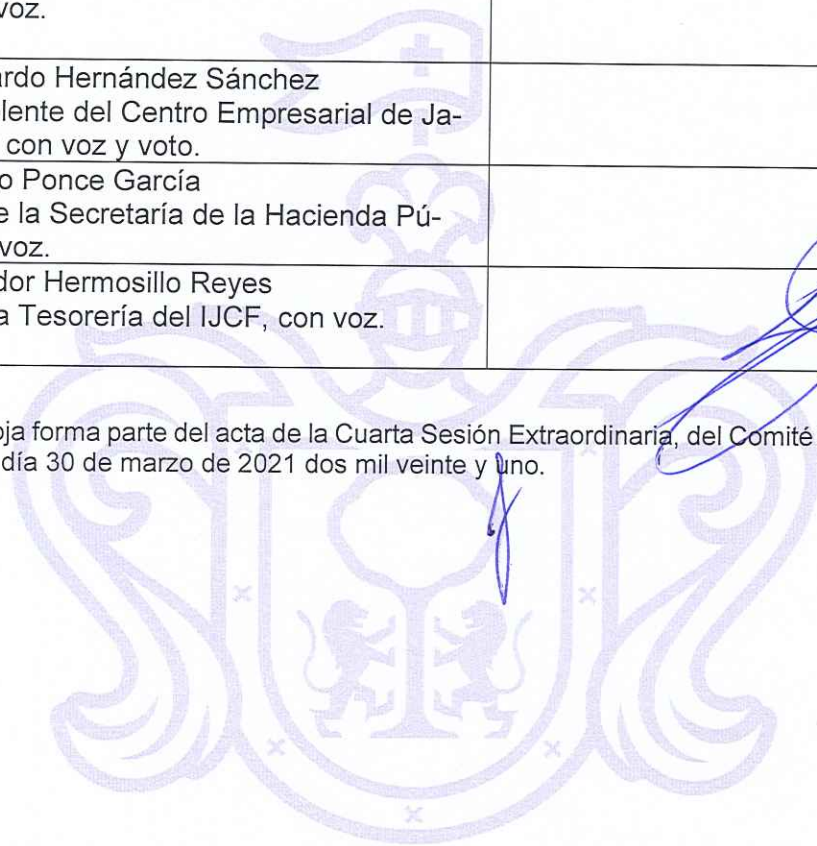 voz.
rdo Hernández Sánchez
lente del Centro Empresarial de Ja-
con voz y voto.
o Ponce García
e la Secretaría de la Hacienda Pú-
voz.
dor Hermosillo Reyes
a Tesorería del IJCF, con voz.
oja forma parte del acta de la Cuarta Sesión Extraordinaria, del Comité
día 30 de marzo de 2021 dos mil veinte y uno.